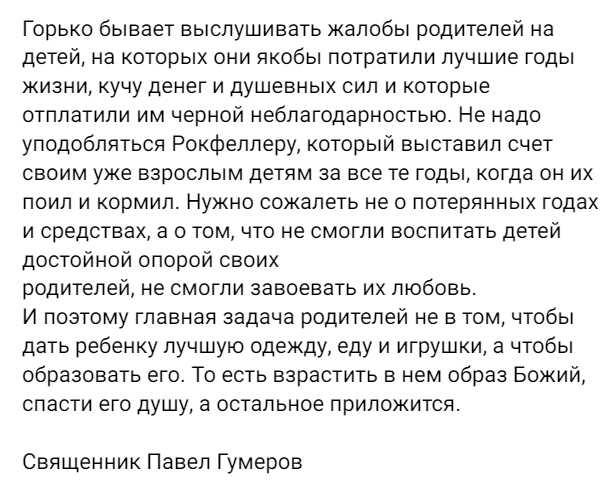 Горько бывает выслушивать жалобы родителей на
детей, на которых они якобы потратили лучшие годы
жизни, кучу денег и душевных сил и которые
отплатили им черной неблагодарностью. Не надо
уподобляться Рокфеллеру, который выставил счет
своим уже взрослым детям за все те годы, когда он их
поил и кормил. Нужно сожалеть не о потерянных годах
и средствах, а о том, что не смогли воспитать детей
достойной опорой своих
родителей, не смогли завоевать их любовь.
И поэтому главная задача родителей не в том, чтобы
дать ребенку лучшую одежду, еду и игрушки, а чтобы
образовать его. То есть взрастить в нем образ Божий,
спасти его душу, а остальное приложится.
Священник Павел Гумеров